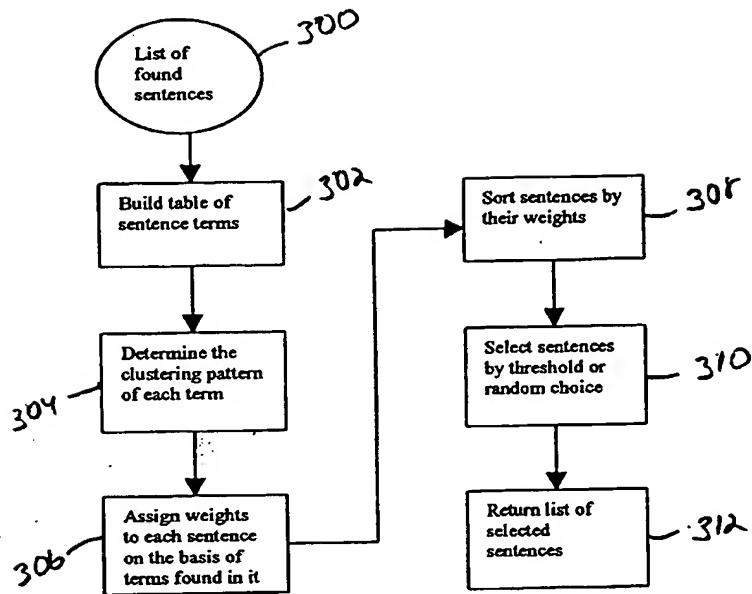 300
List of
found
sentences
302
Build table of
sentence terms
304
Determine the
clustering pattern
of each term
306
Assign weights
to each sentence
on the basis of
terms found in it
308
Sort sentences by
their weights
310
Select sentences
by threshold or
random choice
312
Return list of
selected
sentences